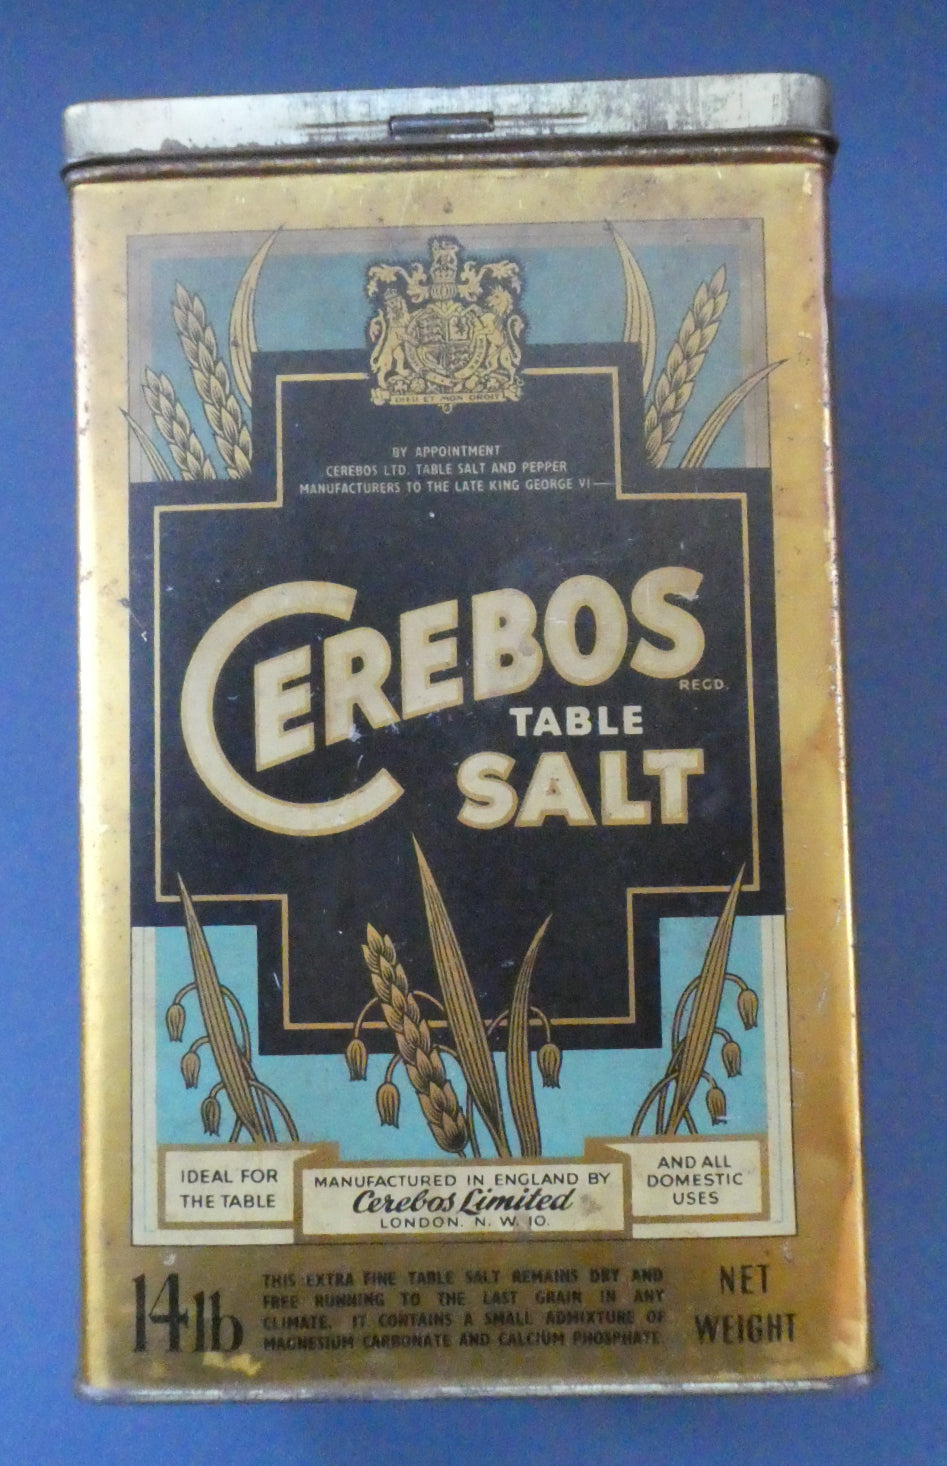 DIEU ET MON DROIT
BY APPOINTMENT
CEREBOS LTD. TABLE SALT AND PEPPER
MANUFACTURERS TO THE LATE KING GEORGE VI
CEREBOS
REGD.
TABLE
SALT
IDEAL FOR
THE TABLE
MANUFACTURED IN ENGLAND BY
Cerebos Limited
LONDON. N. W. 10.
AND ALL
DOMESTIC
USES
14lb
THIS EXTRA FINE TABLE SALT REMAINS DRY AND
FREE RUNNING TO THE LAST GRAIN IN ANY
CLIMATE. IT CONTAINS A SMALL ADMIXTURE OF
MAGNESIUM CARBONATE AND CALCIUM PHOSPHATE.
NET
WEIGHT